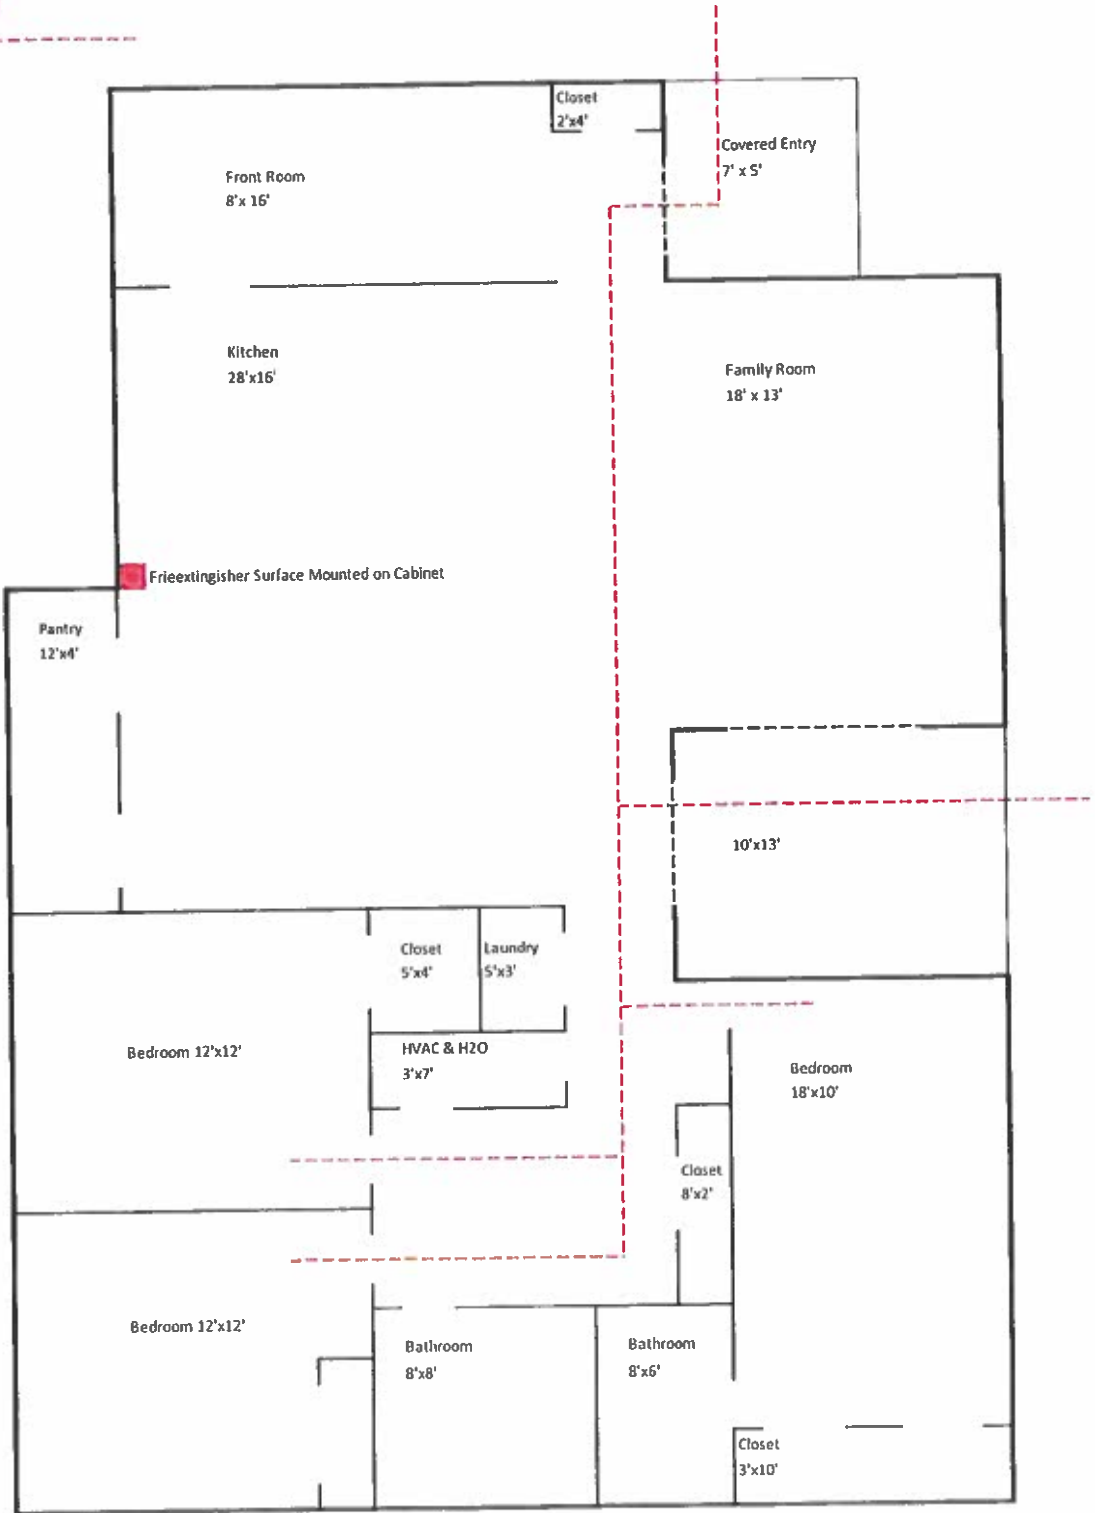 Closet
2'x4'
Covered Entry
7' x 5'
Front Room
8'x 16'
Kitchen
28'x16'
Family Room
18' x 13'
Frieextingisher Surface Mounted on Cabinet
Pantry
12'x4'
10'x13'
Closet
5'x4'
Laundry
5'x3'
Bedroom 12'x12'
HVAC & H2O
3'x7'
Bedroom
18'x10'
Closet
8'x2'
Bedroom 12'x12'
Bathroom
8'x8'
Bathroom
8'x6'
Closet
3'x10'